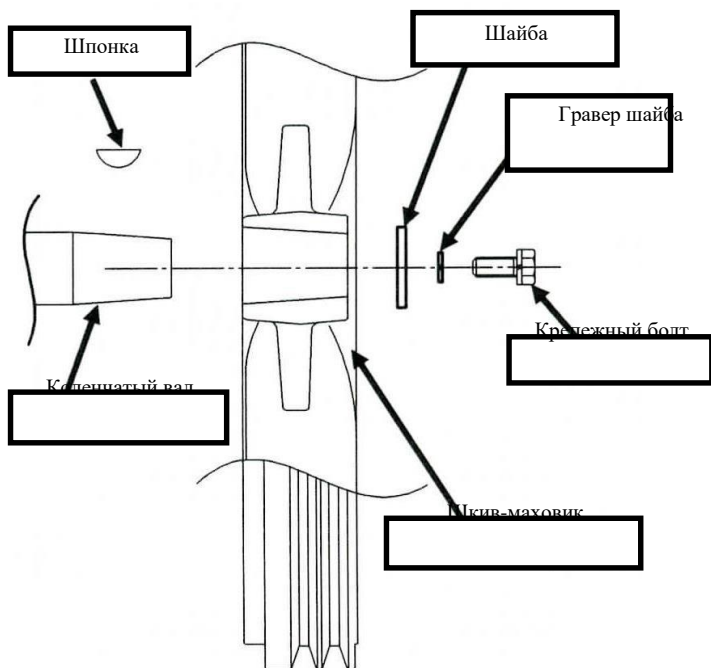 Шпонка
Шайба
Гравер шайба
Крепежный болт
Коленчатый вал
Шкив-маховик